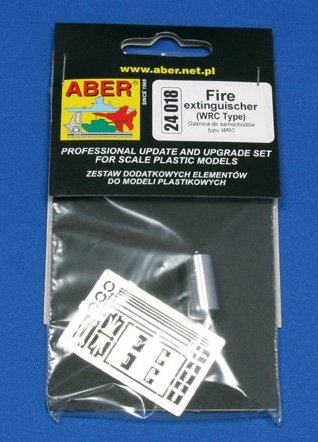 www.aber.net.pl
ABER
SINCE 1995
24 018
Fire
extinguischer
(WRC Type)
Gaśnica do samochodów
typu WRC
PROFESSIONAL UPDATE AND UPGRADE SET
FOR SCALE PLASTIC MODELS
ZESTAW DODATKOWYCH ELEMENTÓW
DO MODELI PLASTIKOWYCH